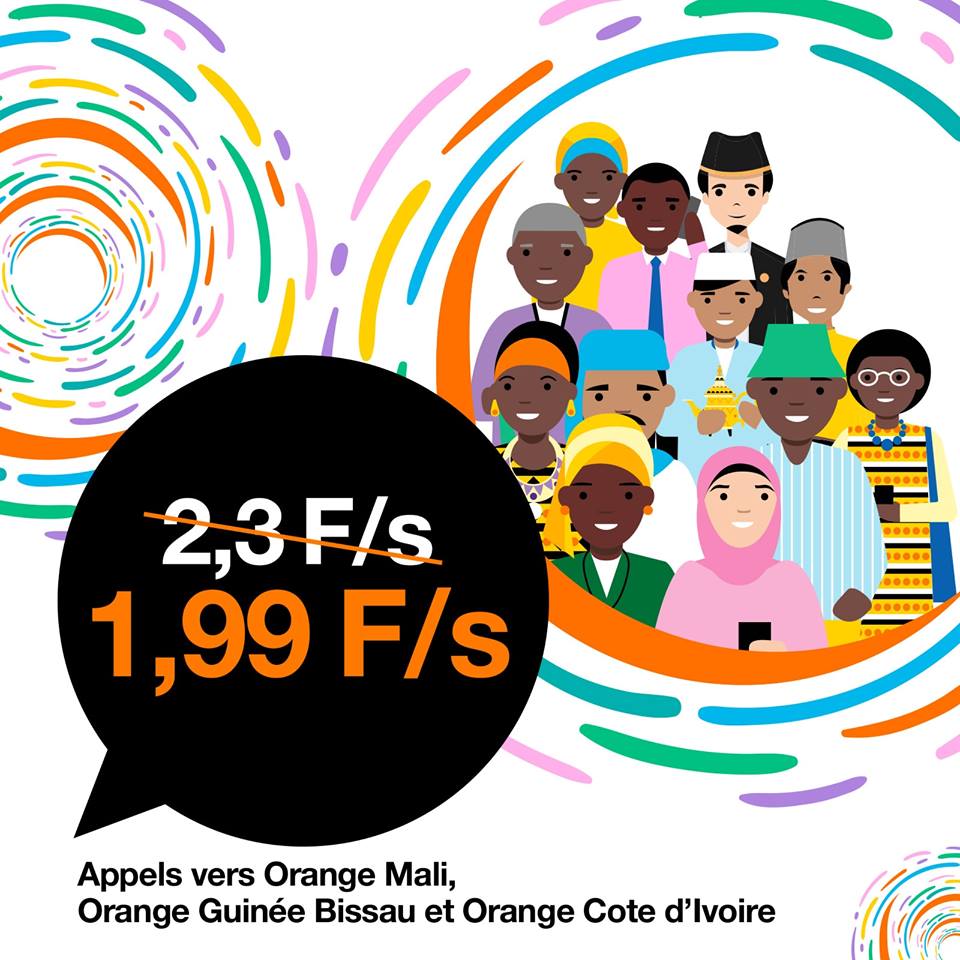 2,3 F/s
1,99 F/s
Appels vers Orange Mali,
Orange Guinée Bissau et Orange Cote d'Ivoire